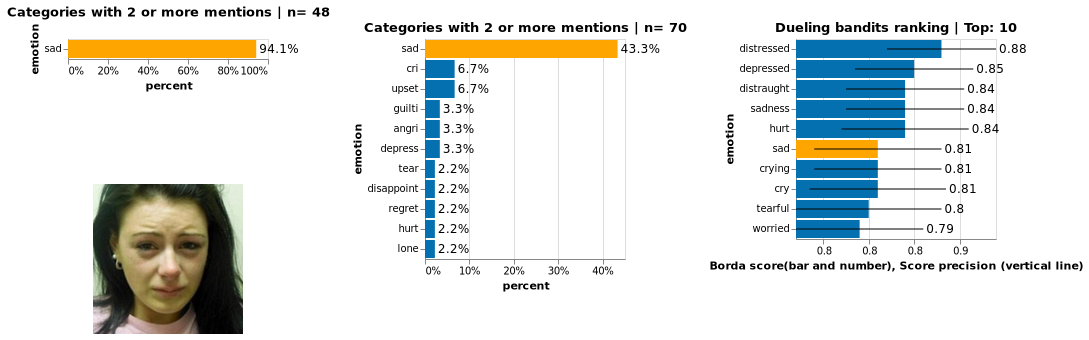 Categories with 2 or more mentions | n= 48
emotion
sad
94.1%
0% 20% 40% 60% 80% 100%
percent
Categories with 2 or more mentions | n= 70
emotion
sad 43.3%
cri 6.7%
upset 6.7%
guilti 3.3%
angri 3.3%
depress 3.3%
tear 2.2%
disappoint 2.2%
regret 2.2%
hurt 2.2%
lone 2.2%
0% 10% 20% 30% 40%
percent
Dueling bandits ranking | Top: 10
emotion
distressed 0.88
depressed 0.85
distraught 0.84
sadness 0.84
hurt 0.84
sad 0.81
crying 0.81
cry 0.81
tearful 0.8
worried 0.79
0.8 0.8 0.9 0.9
Borda score(bar and number), Score precision (vertical line)